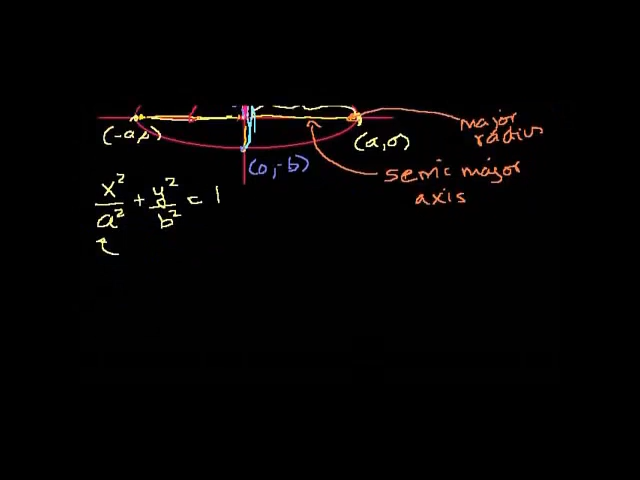 (-a,0)
(a,0)
major
radius
(0,-b)
semi major
axis
x²/a² + y²/b² = 1